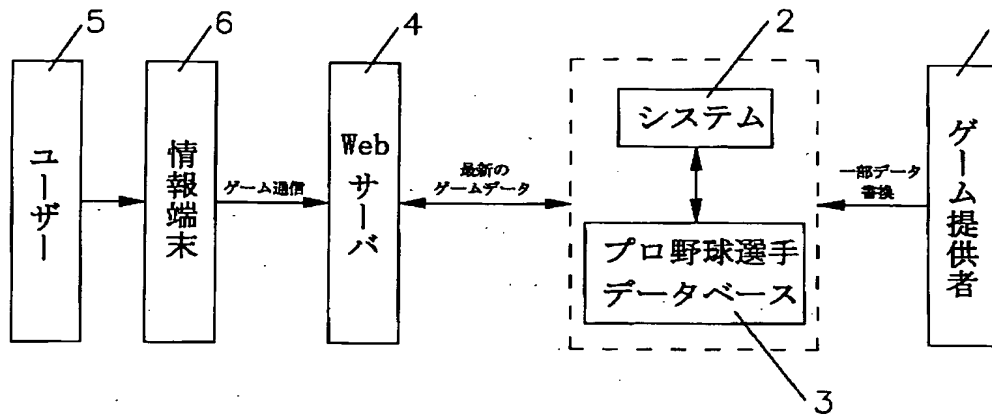 5
6
4
2
ユーザー
情報端末
ゲーム通信
Web
サーバ
最新の
ゲームデータ
システム
プロ野球選手
データベース
3
一部データ
書換
ゲーム提供者